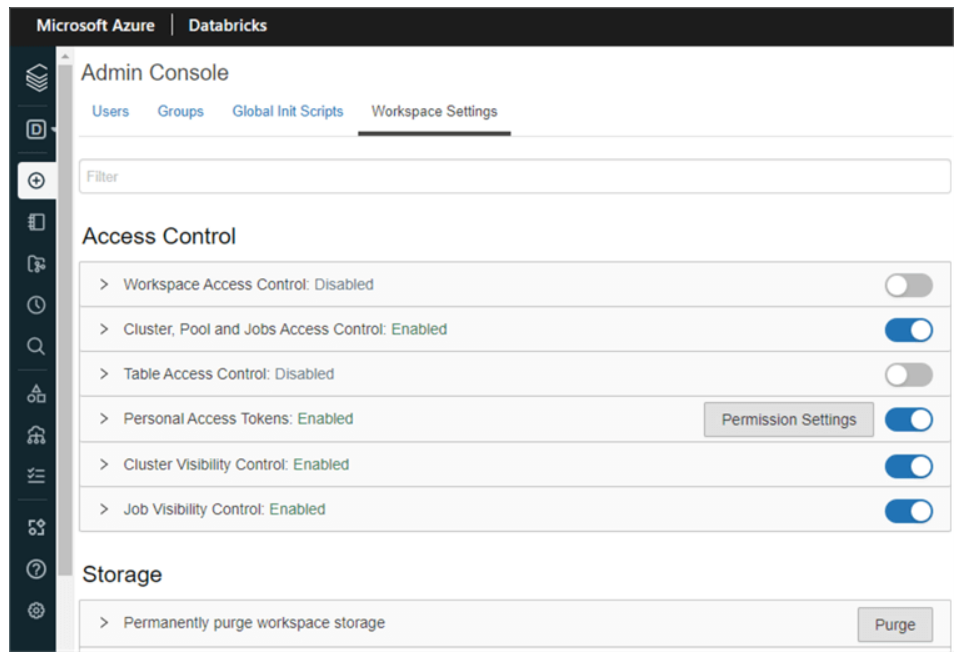 Microsoft Azure | Databricks
Admin Console
Users Groups Global Init Scripts Workspace Settings
Filter
Access Control
Workspace Access Control: Disabled
Cluster, Pool and Jobs Access Control: Enabled
Table Access Control: Disabled
Personal Access Tokens: Enabled Permission Settings
Cluster Visibility Control: Enabled
Job Visibility Control: Enabled
Storage
Permanently purge workspace storage Purge